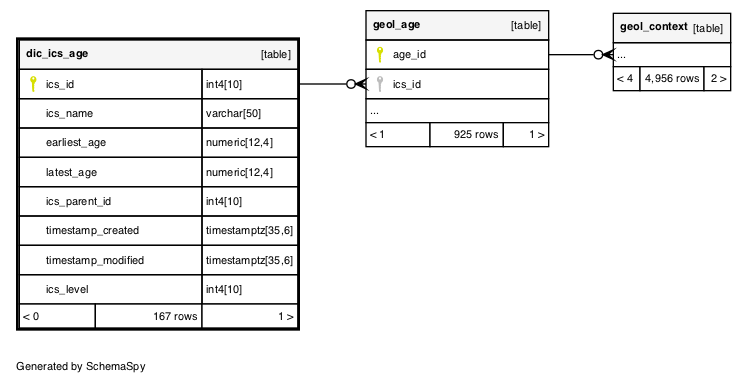 dic_ics_age [table]
ics_id int4[10]
ics_name varchar[50]
earliest_age numeric[12,4]
latest_age numeric[12,4]
ics_parent_id int4[10]
timestamp_created timestamptz[35,6]
timestamp_modified timestamptz[35,6]
ics_level int4[10]
< 0 167 rows 1 >
geol_age [table]
age_id
ics_id
...
< 1 925 rows 1 >
geol_context [table]
...
< 4 4,956 rows 2 >
Generated by SchemaSpy